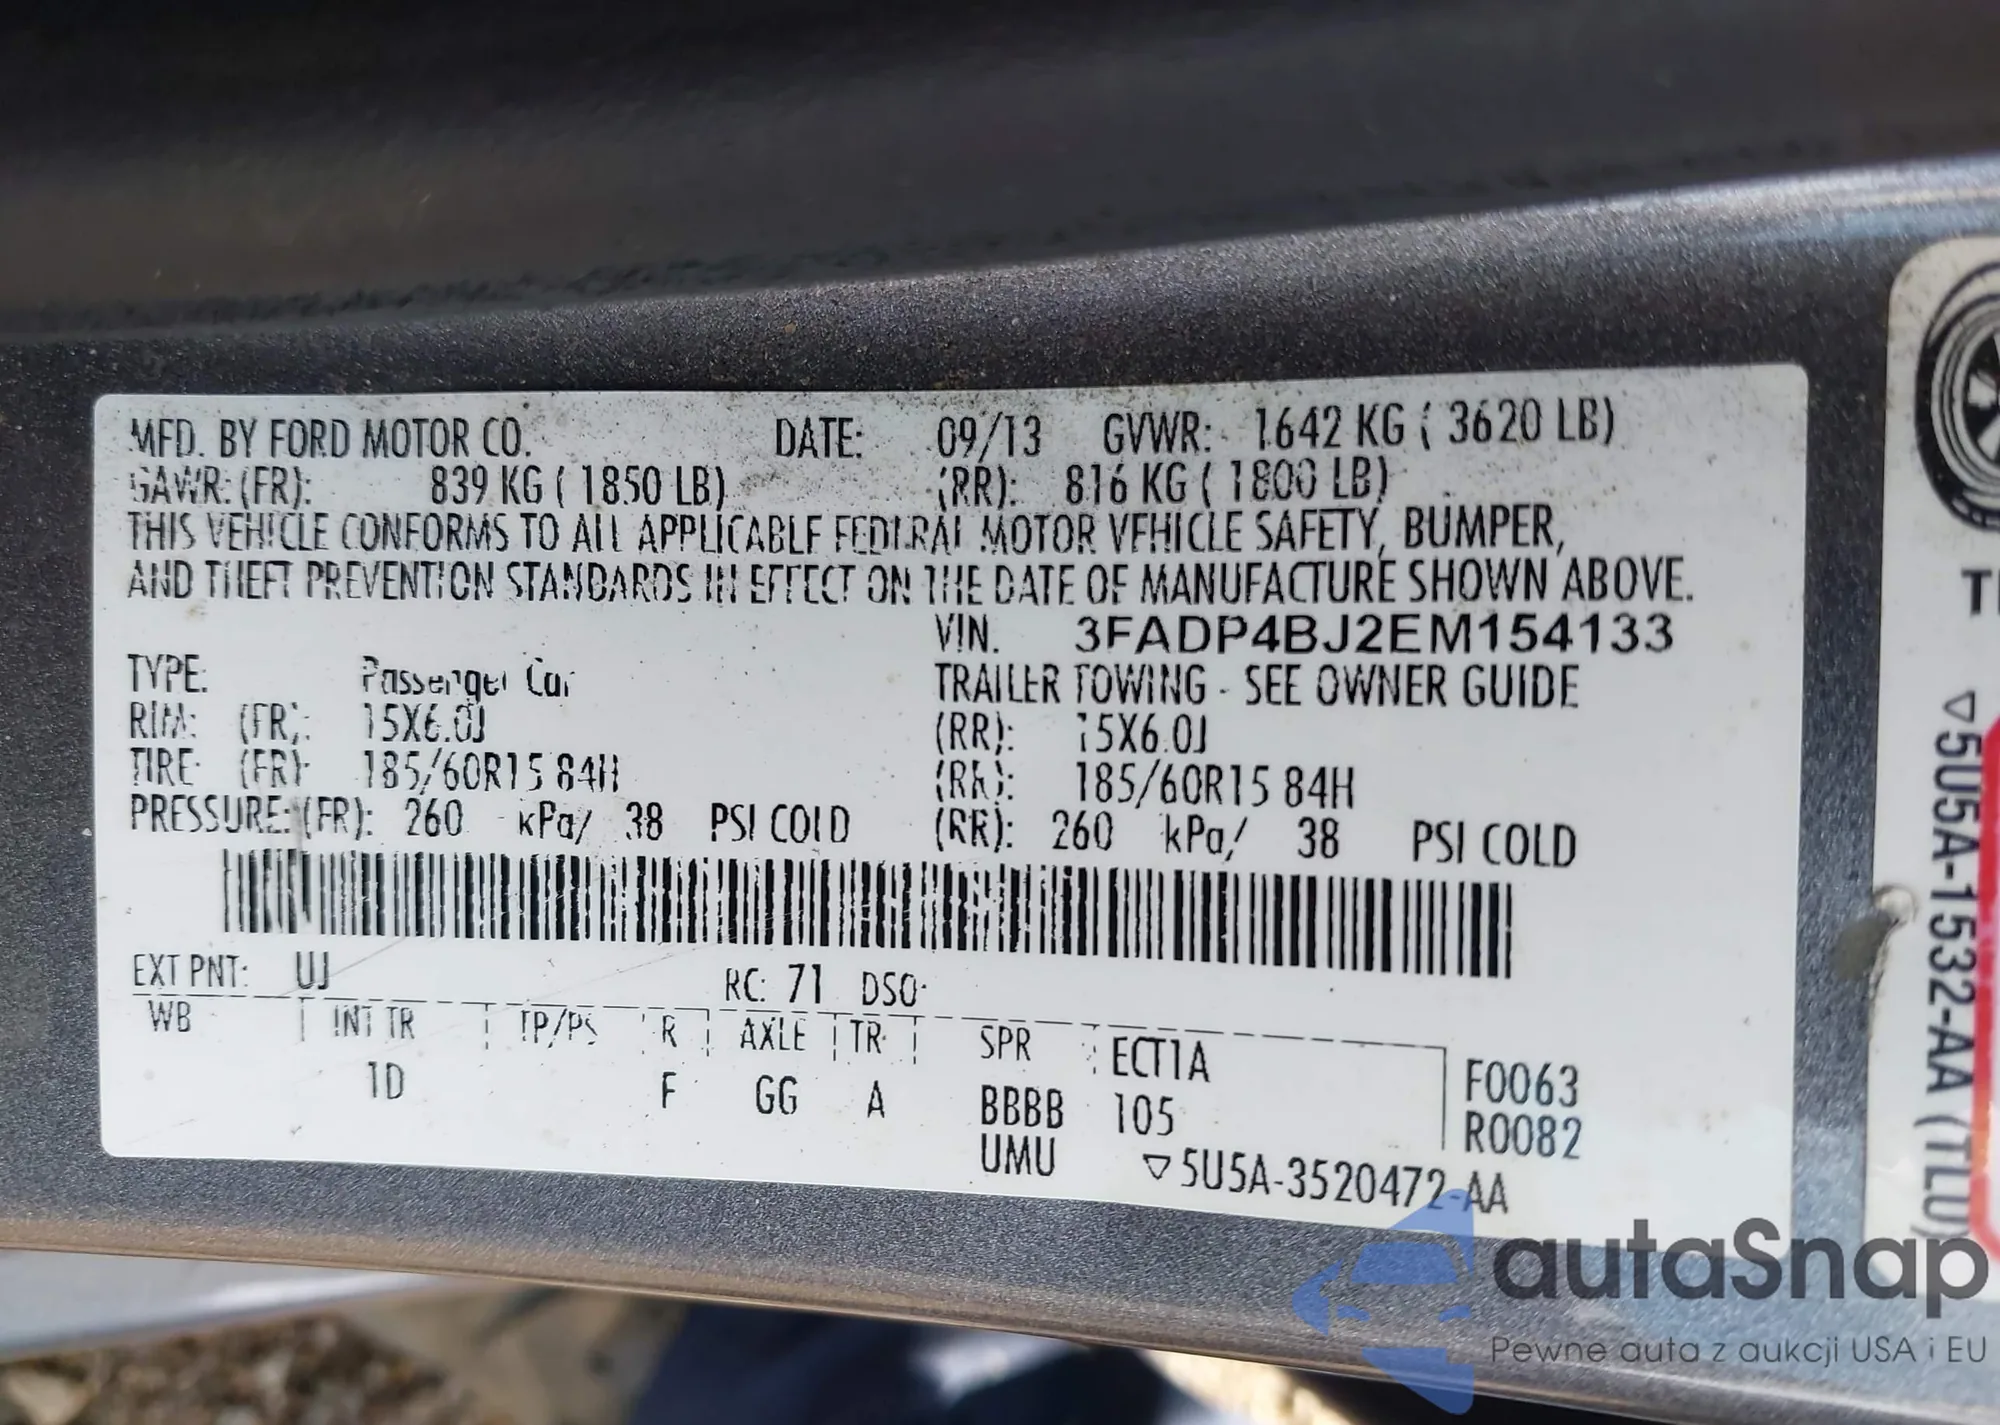 MFD. BY FORD MOTOR CO. DATE: 09/13 GVWR: 1642 KG ( 3620 LB)
GAWR: (FR): 839 KG ( 1850 LB) (RR): 816 KG ( 1800 LB)
THIS VEHICLE CONFORMS TO ALL APPLICABLE FEDERAL MOTOR VEHICLE SAFETY, BUMPER,
AND THEFT PREVENTION STANDARDS IN EFFECT ON THE DATE OF MANUFACTURE SHOWN ABOVE.
VIN. 3FADP4BJ2EM154133
TYPE: Passenger Car TRAILER TOWING - SEE OWNER GUIDE
RIM: (FR): 15X6.0J (RR): 15X6.0J
TIRE: (FR): 185/60R15 84H (RR): 185/60R15 84H
PRESSURE: (FR): 260 kPa/ 38 PSI COLD (RR): 260 kPa/ 38 PSI COLD
EXT PNT: UJ RC: 71 DSO:
WB INT TR TP/PS R AXLE TR SPR ECT1A
1D F GG A BBBB 105 F0063
UMU R0082
▽5U5A-3520472-AA
▽5U5A-1532-AA (TLU)
autaSnap
Pewne auta z aukcji USA i EU